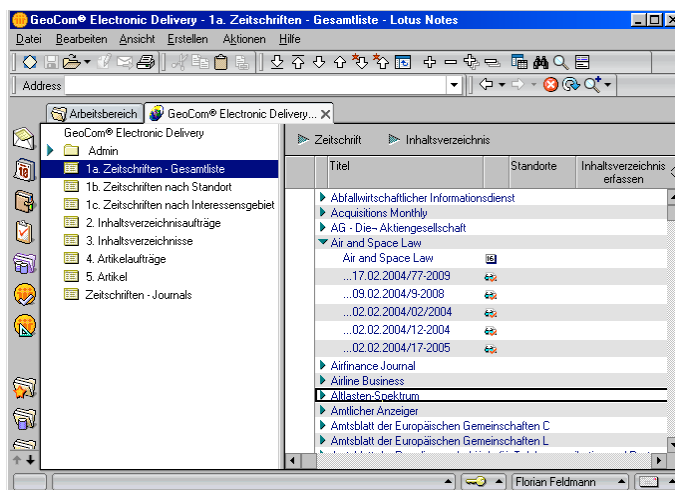 GeoCom® Electronic Delivery - 1a. Zeitschriften - Gesamtliste - Lotus Notes
Datei Bearbeiten Ansicht Erstellen Aktionen Hilfe
Address
Arbeitsbereich GeoCom® Electronic Delivery...
GeoCom® Electronic Delivery
Admin
1a. Zeitschriften - Gesamtliste
1b. Zeitschriften nach Standort
1c. Zeitschriften nach Interessensgebiet
2. Inhaltsverzeichnisaufträge
3. Inhaltsverzeichnisse
4. Artikelaufträge
5. Artikel
Zeitschriften - Journals
Zeitschrift Inhaltsverzeichnis
Titel Standorte Inhaltsverzeichnis
erfassen
Abfallwirtschaftlicher Informationsdienst
Acquisitions Monthly
AG - Die¬ Aktiengesellschaft
Air and Space Law
Air and Space Law 16
...17.02.2004/77-2009
...09.02.2004/9-2008
...02.02.2004/02/2004
...02.02.2004/12-2004
...02.02.2004/17-2005
Airfinance Journal
Airline Business
Altlasten-Spektrum
Amtlicher Anzeiger
Amtsblatt der Europäischen Gemeinschaften C
Amtsblatt der Europäischen Gemeinschaften L
Florian Feldmann